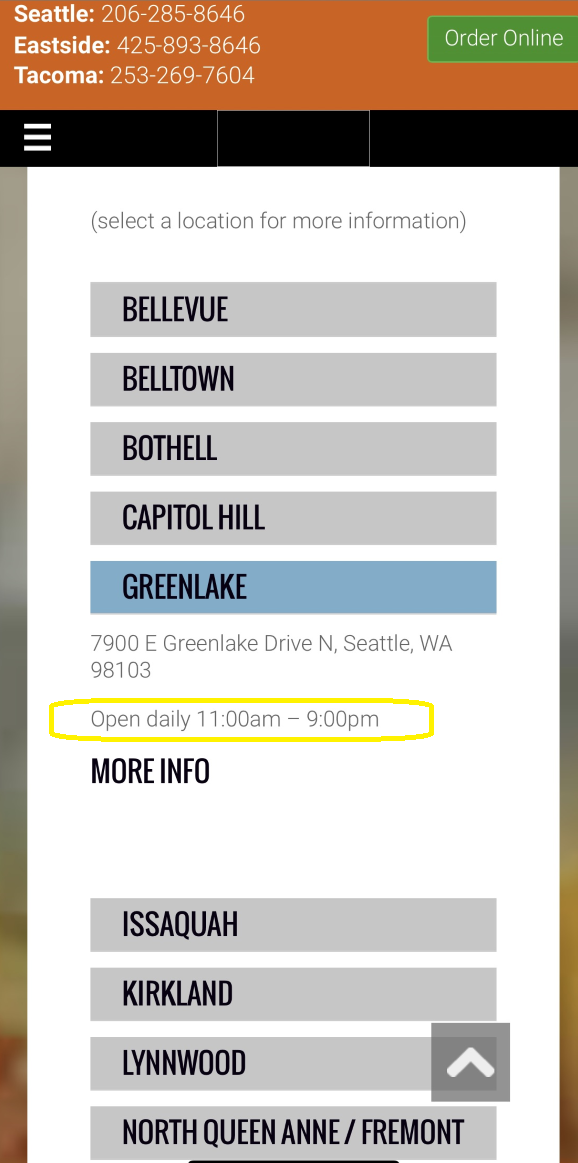 Seattle: 206-285-8646
Eastside: 425-893-8646
Tacoma: 253-269-7604
Order Online
(select a location for more information)
BELLEVUE
BELLTOWN
BOTHELL
CAPITOL HILL
GREENLAKE
7900 E Greenlake Drive N, Seattle, WA
98103
Open daily 11:00am – 9:00pm
MORE INFO
ISSAQUAH
KIRKLAND
LYNNWOOD
NORTH QUEEN ANNE / FREMONT